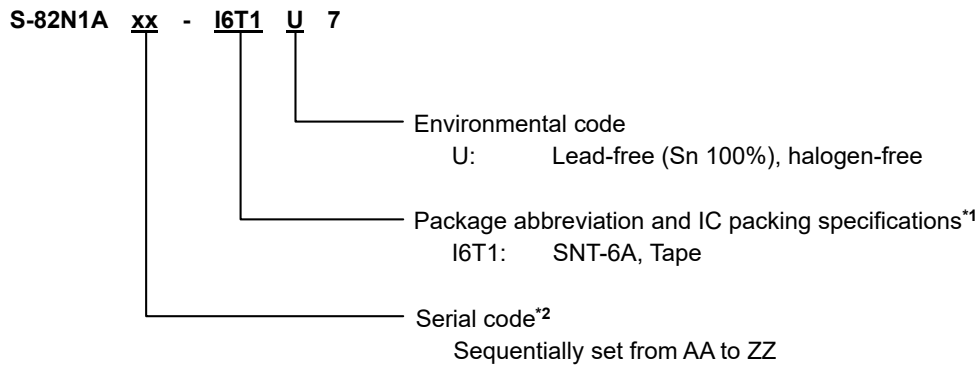 S-82N1A xx - I6T1 U 7
Environmental code
U: Lead-free (Sn 100%), halogen-free
Package abbreviation and IC packing specifications*1
I6T1: SNT-6A, Tape
Serial code*2
Sequentially set from AA to ZZ